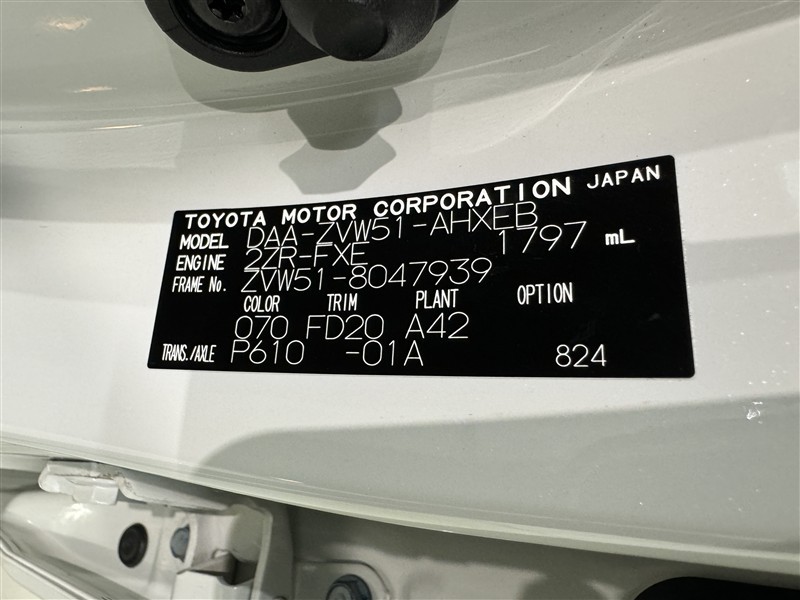 TOYOTA MOTOR CORPORATION JAPAN
MODEL DAA-ZVW51-AHXEB
ENGINE 2ZR-FXE 1797 mL
FRAME No. ZVW51-8047939
COLOR TRIM PLANT OPTION
070 FD20 A42
TRANS./AXLE P610 -01A 824